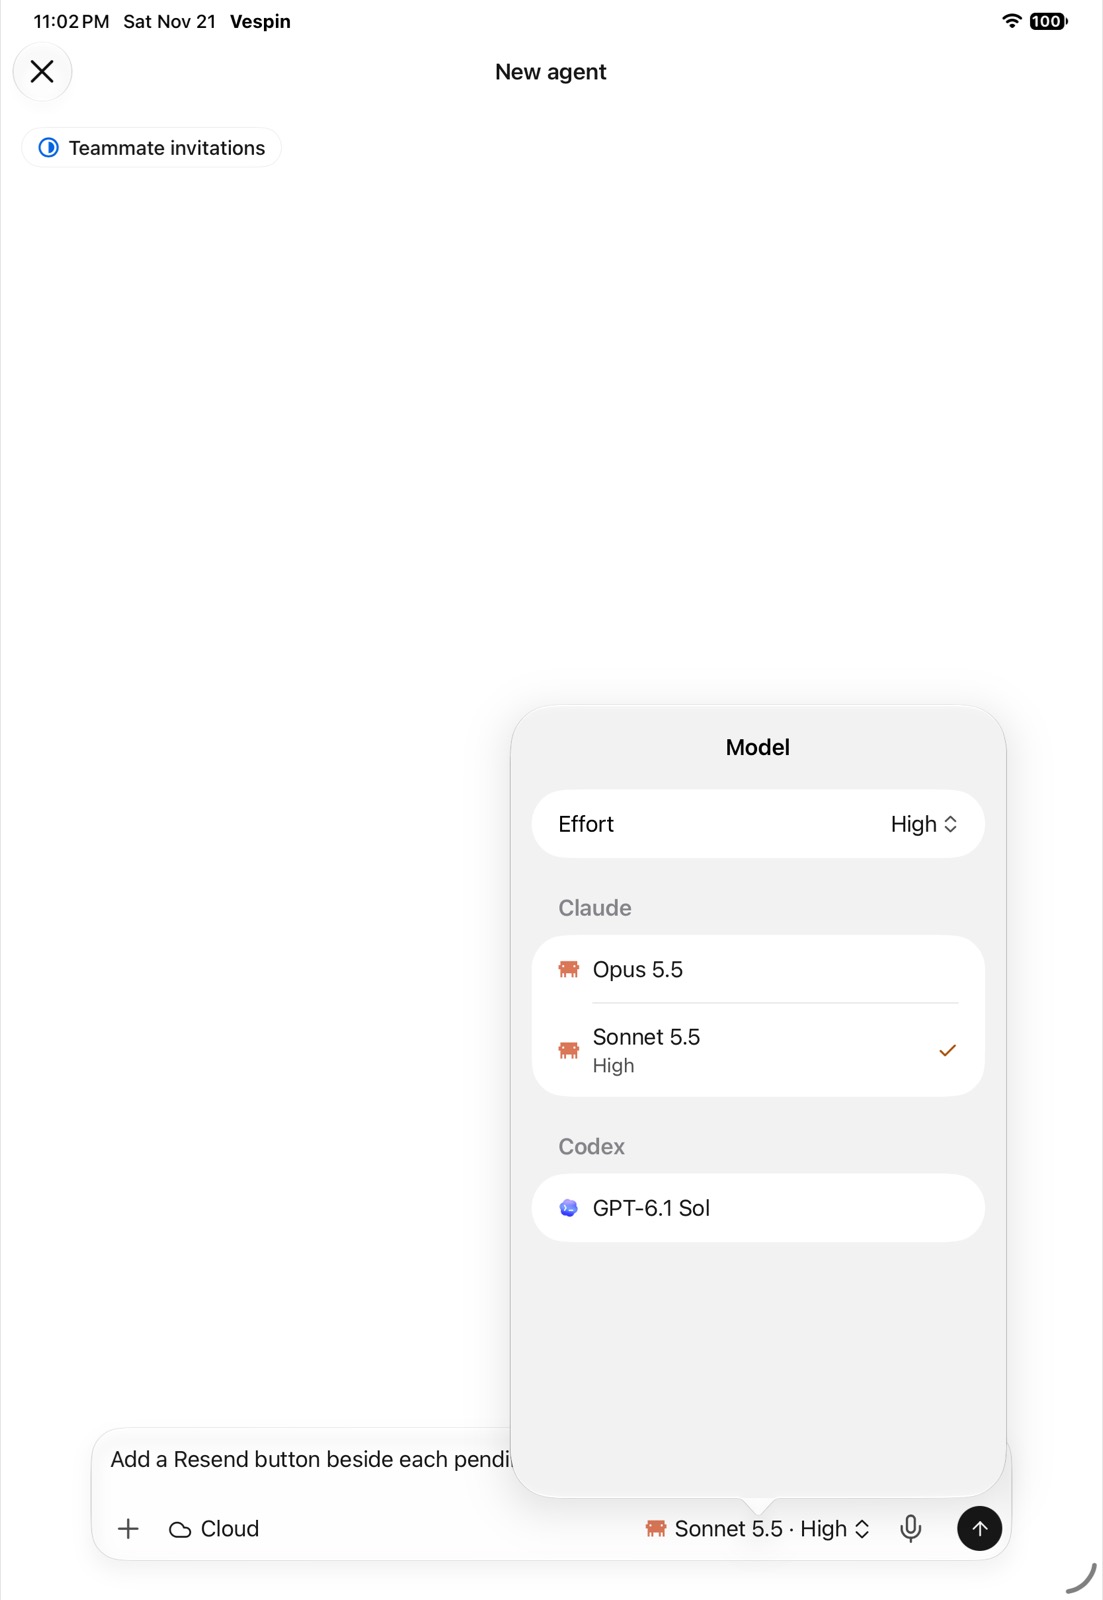 11:02 PM Sat Nov 21 Vespin 100
New agent
Teammate invitations
Model
Effort High
Claude
Opus 5.5
Sonnet 5.5
High
Codex
GPT-6.1 Sol
Add a Resend button beside each
Cloud Sonnet 5.5 · High